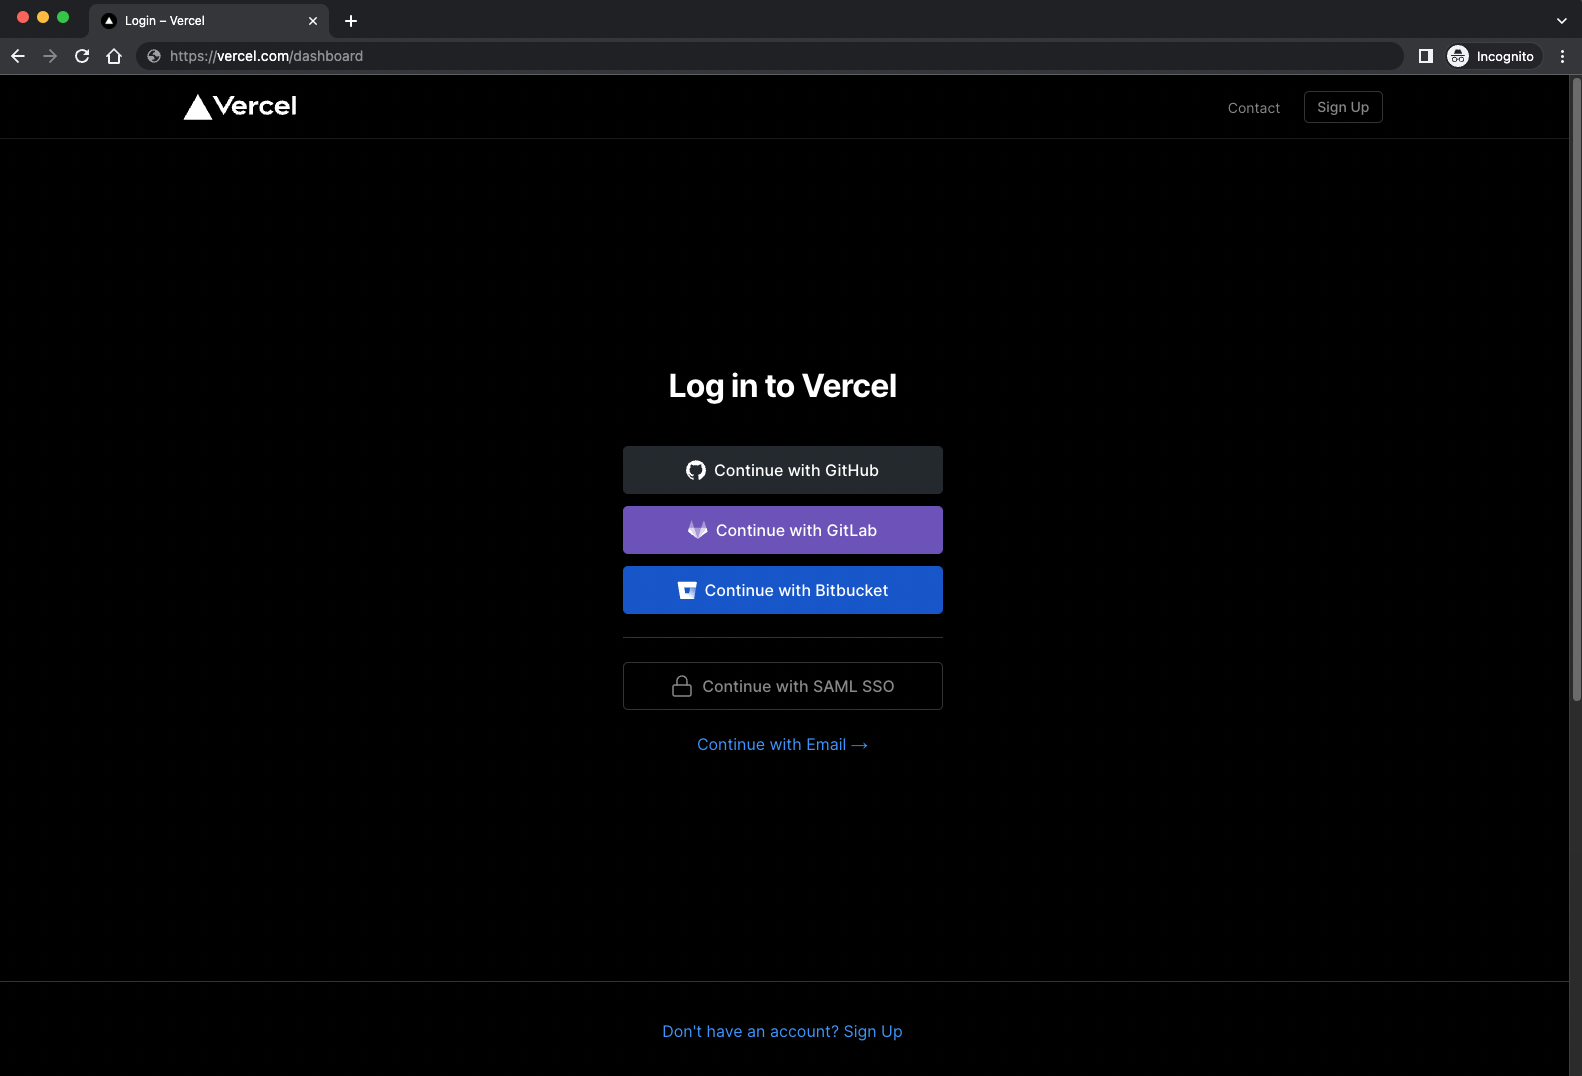 Login – Vercel
https://vercel.com/dashboard
Incognito
Vercel
Contact
Sign Up
Log in to Vercel
Continue with GitHub
Continue with GitLab
Continue with Bitbucket
Continue with SAML SSO
Continue with Email →
Don't have an account? Sign Up